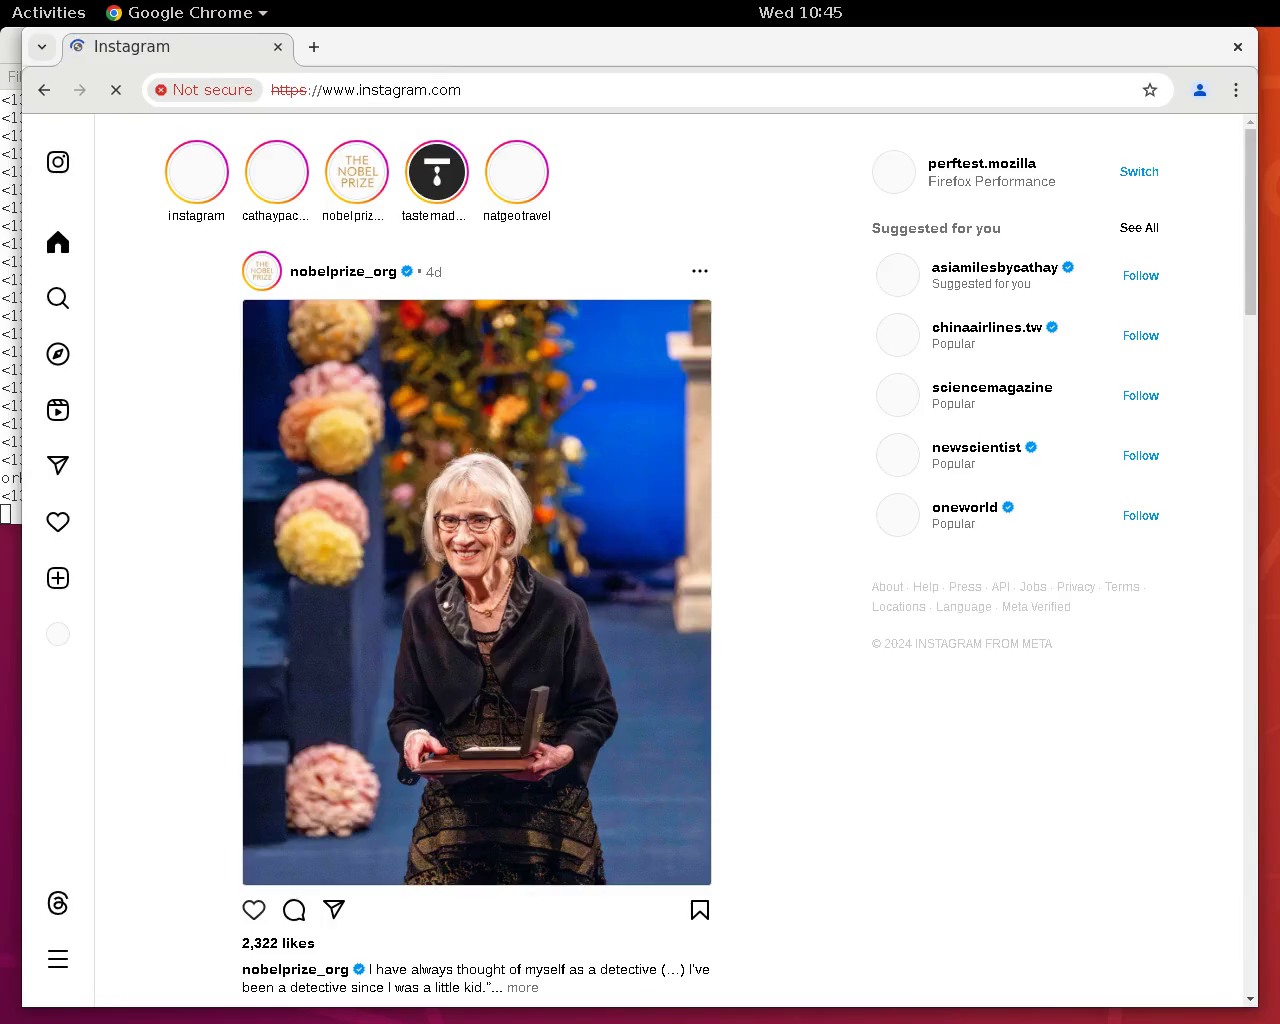 Activities
Google Chrome
Wed 10:45
Instagram
Not secure
https://www.instagram.com
THE
NOBEL
PRIZE
instagram
cathaypac...
nobelpriz...
tastemad...
natgeotravel
perftest.mozilla
Firefox Performance
Switch
Suggested for you
See All
THE
NOBEL
PRIZE
nobelprize_org • 4d
asiamilesbycathay
Suggested for you
Follow
chinaairlines.tw
Popular
Follow
sciencemagazine
Popular
Follow
newscientist
Popular
Follow
oneworld
Popular
Follow
About · Help · Press · API · Jobs · Privacy · Terms ·
Locations · Language · Meta Verified
© 2024 INSTAGRAM FROM META
2,322 likes
nobelprize_org I have always thought of myself as a detective (...) I've
been a detective since I was a little kid."... more